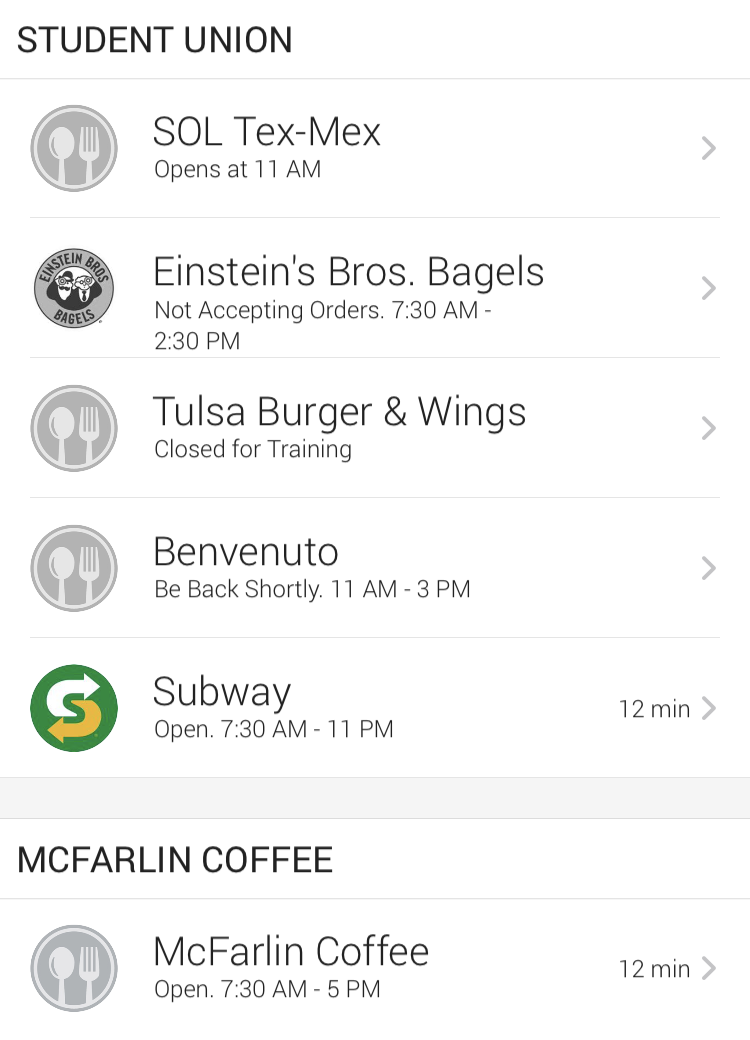 STUDENT UNION
SOL Tex-Mex
Opens at 11 AM
EINSTEIN BROS
BAGELS
Einstein's Bros. Bagels
Not Accepting Orders. 7:30 AM -
2:30 PM
Tulsa Burger & Wings
Closed for Training
Benvenuto
Be Back Shortly. 11 AM - 3 PM
S
Subway
Open. 7:30 AM - 11 PM
12 min
MCFARLIN COFFEE
McFarlin Coffee
Open. 7:30 AM - 5 PM
12 min